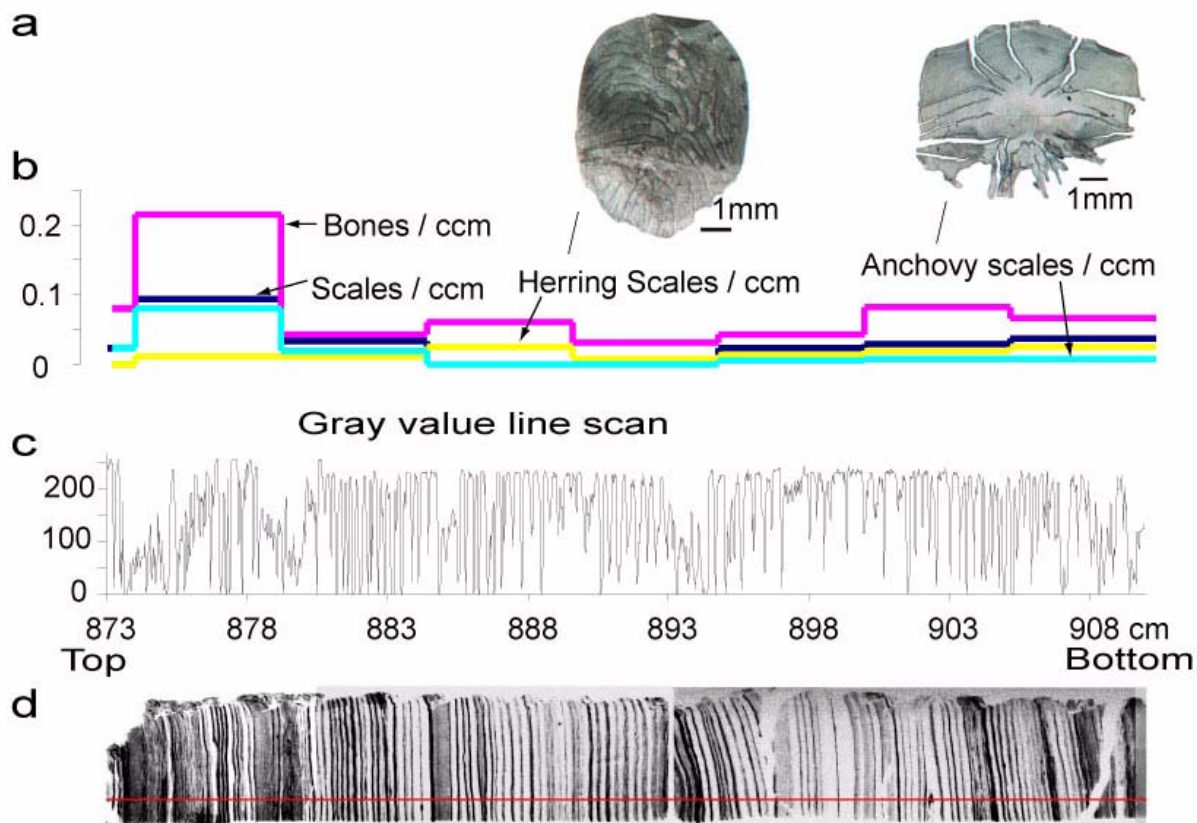 a
b
1mm
1mm
0.2
Bones / ccm
Herring Scales / ccm
Anchovy scales / ccm
Scales / ccm
0.1
0
Gray value line scan
c
200
100
0
873 878 883 888 893 898 903 908 cm
Top Bottom
d